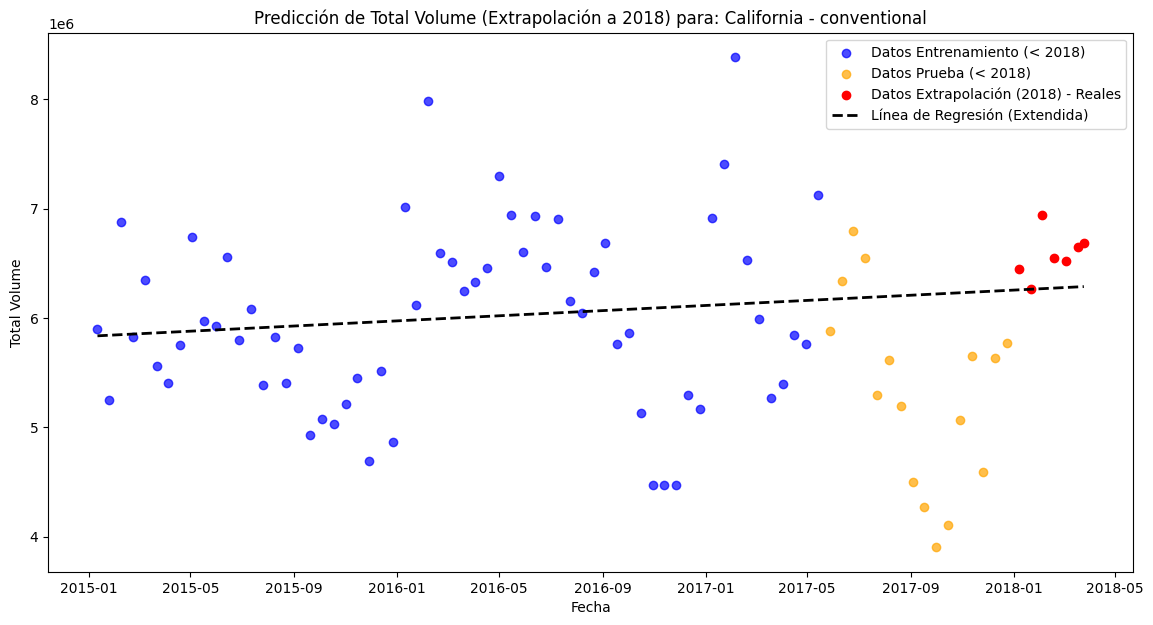 Predicción de Total Volume (Extrapolación a 2018) para: California - conventional
1e6
Datos Entrenamiento (< 2018)
Datos Prueba (< 2018)
Datos Extrapolación (2018) - Reales
Línea de Regresión (Extendida)
8
7
6
5
4
Total Volume
2015-01 2015-05 2015-09 2016-01 2016-05 2016-09 2017-01 2017-05 2017-09 2018-01 2018-05
Fecha